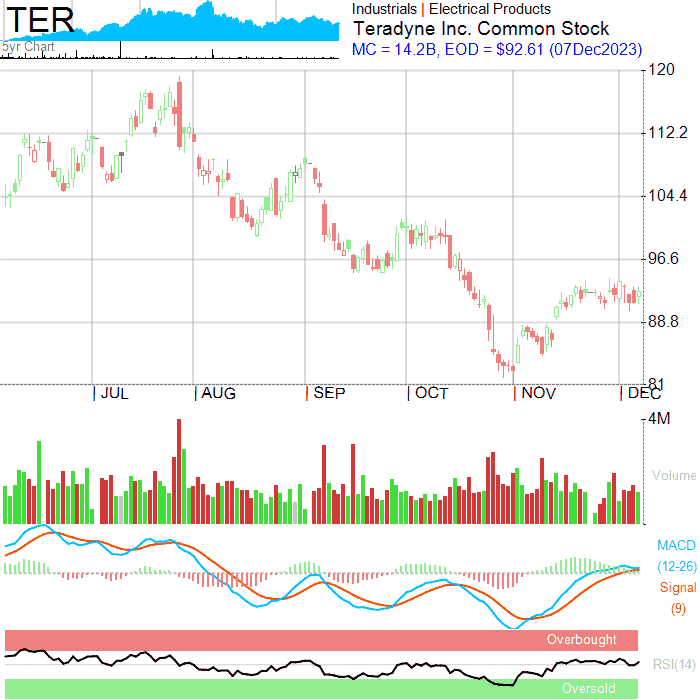 TER
5yr Chart
Industrials | Electrical Products
Teradyne Inc. Common Stock
MC = 14.2B, EOD = $92.61 (07Dec2023)
120
112.2
104.4
96.6
88.8
81
JUL AUG SEP OCT NOV DEC
4M
Volume
MACD
(12-26)
Signal
(9)
Overbought
RSI(14)
Oversold